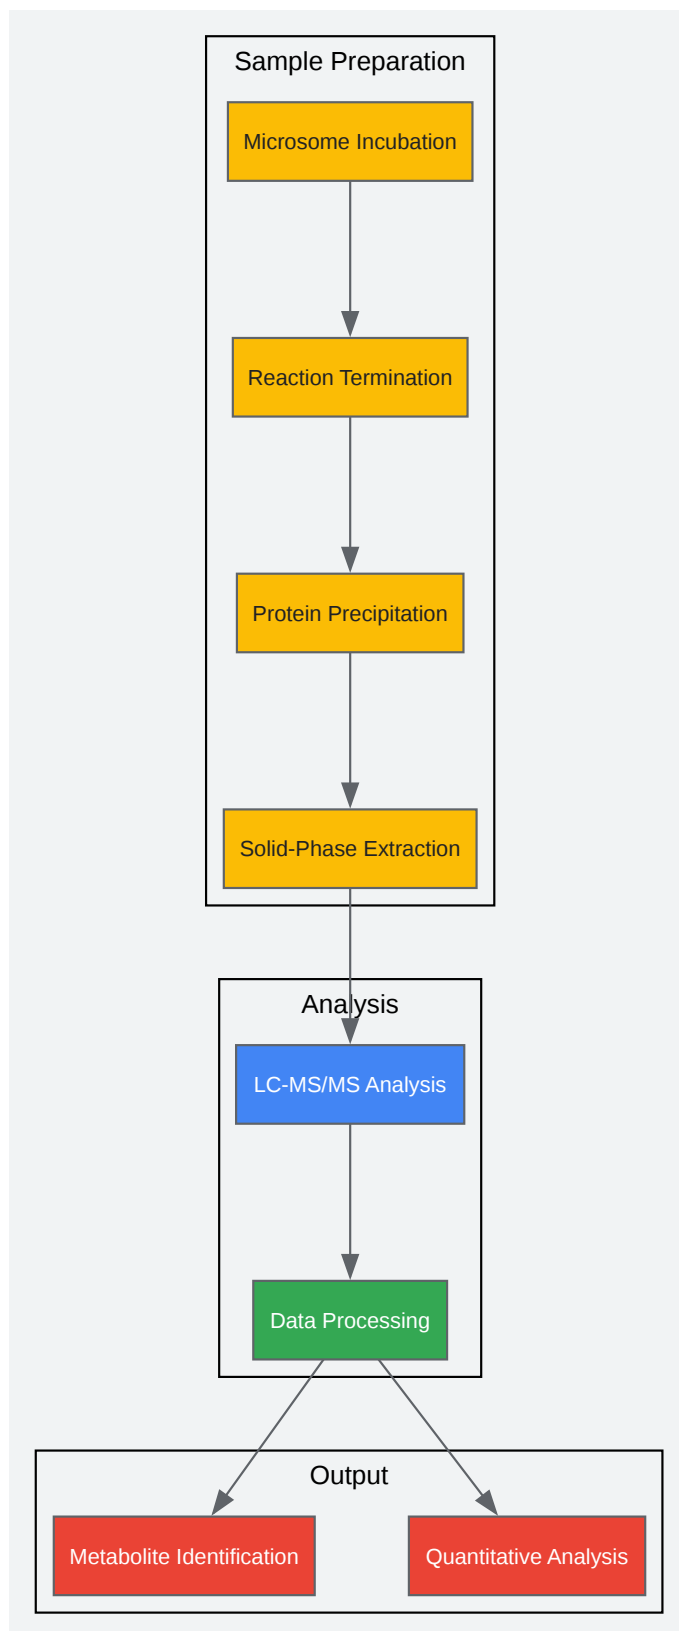 Sample Preparation
Microsome Incubation
Reaction Termination
Protein Precipitation
Solid-Phase Extraction
Analysis
LC-MS/MS Analysis
Data Processing
Output
Metabolite Identification
Quantitative Analysis